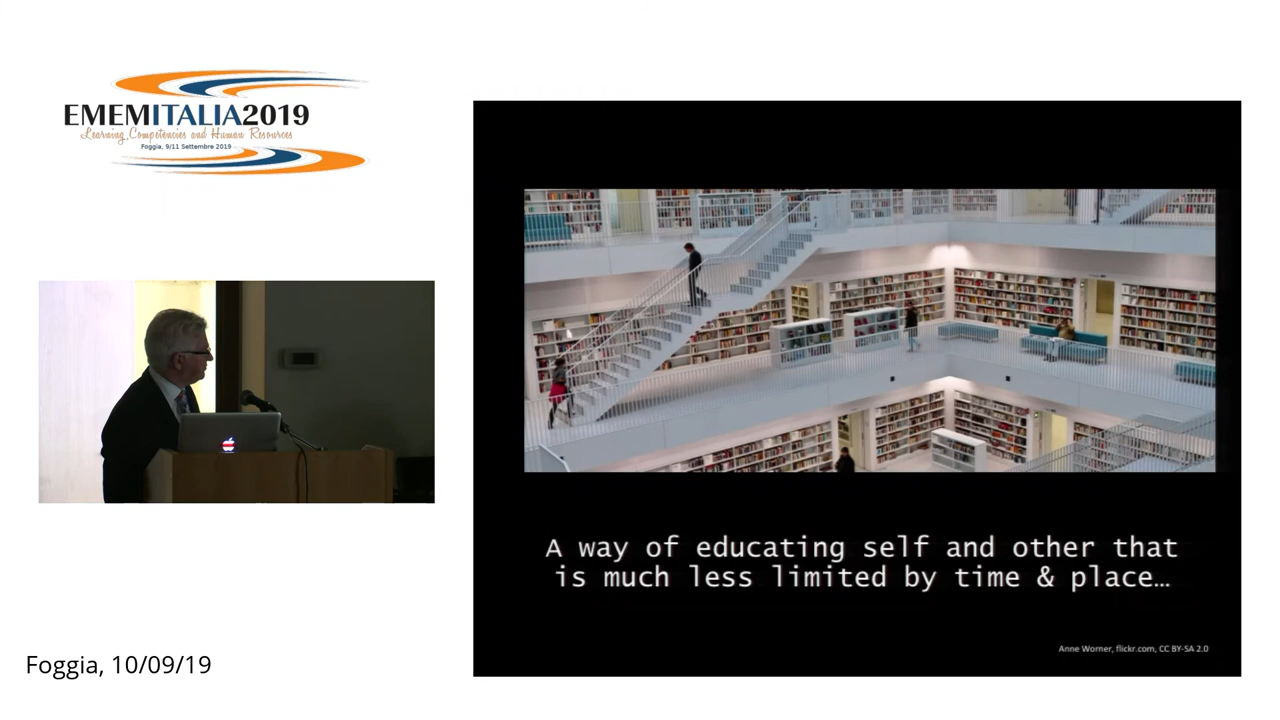 EMEMITALIA2019
Learning, Competencies and Human Resources
Foggia, 9/11 Settembre 2019
A way of educating self and other that
is much less limited by time & place…
Anne Worner, flickr.com, CC BY-SA 2.0
Foggia, 10/09/19